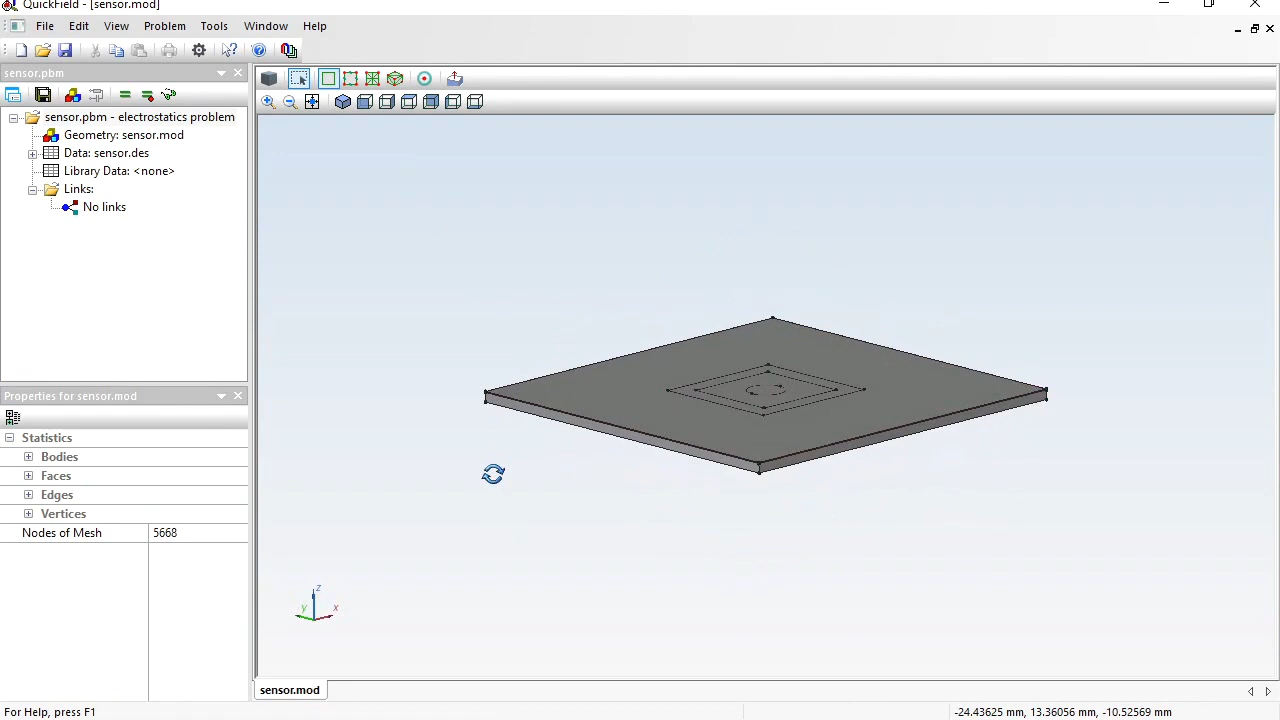 QuickField - [sensor.mod]
File Edit View Problem Tools Window Help
sensor.pbm
sensor.pbm - electrostatics problem
Geometry: sensor.mod
Data: sensor.des
Library Data: <none>
Links:
No links
Properties for sensor.mod
Statistics
Bodies
Faces
Edges
Vertices
Nodes of Mesh 5668
z
y x
sensor.mod
For Help, press F1 -24.43625 mm, 13.36056 mm, -10.52569 mm